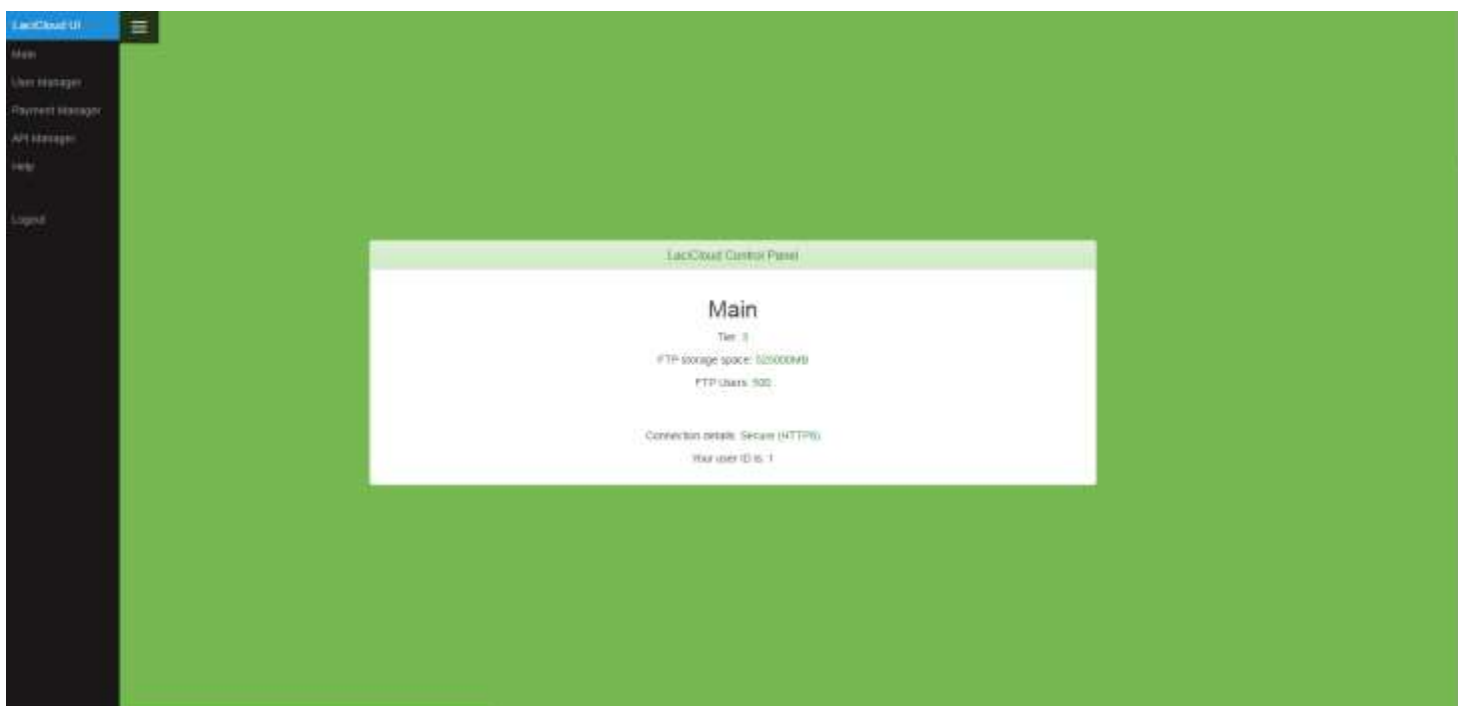 LaciCloud UI
Main
User Manager
Payment Manager
API Manager
Help
Logout
LaciCloud Control Panel
Main
Tier: 3
FTP storage space: 525000MB
FTP Users: 500
Connection details: Secure (HTTPS)
Your user ID is: 1